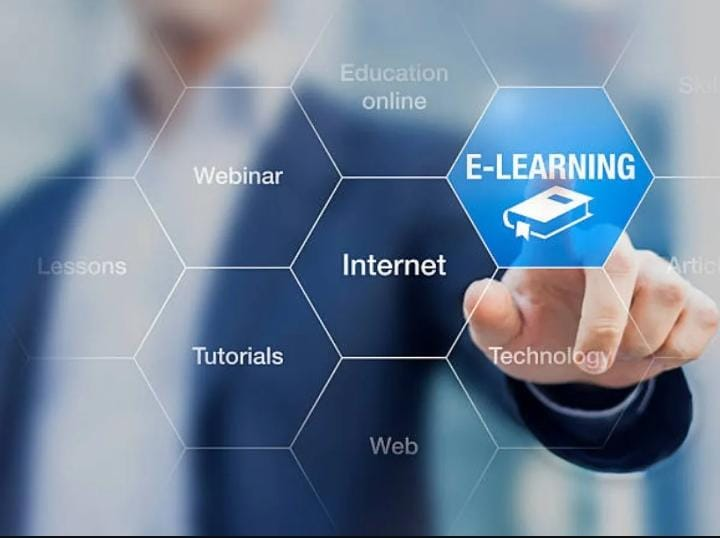 Education
online
E-LEARNING
Webinar
Internet
Lessons
Tutorials
Technology
Web